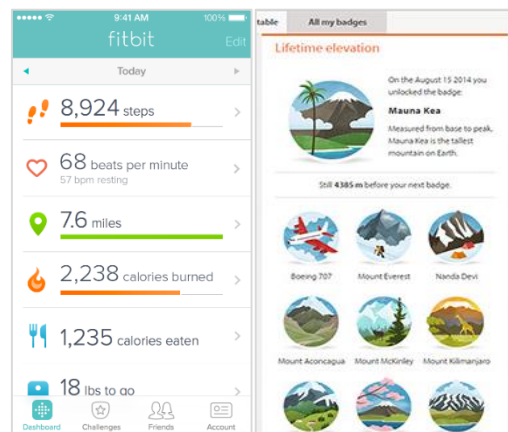 9:41 AM
100%
fitbit
Edit
Today
8,924 steps
68 beats per minute
57 bpm resting
7.6 miles
2,238 calories burned
1,235 calories eaten
18 lbs to go
Dashboard
Challenges
Friends
Account
table
All my badges
Lifetime elevation
On the August 15 2014 you
unlocked the badge:
Mauna Kea
Measured from base to peak,
Mauna Kea is the tallest
mountain on Earth.
Still 4385 m before your next badge.
Boeing 707
Mount Everest
Nanda Devi
Mount Aconcagua
Mount McKinley
Mount Kilimanjaro